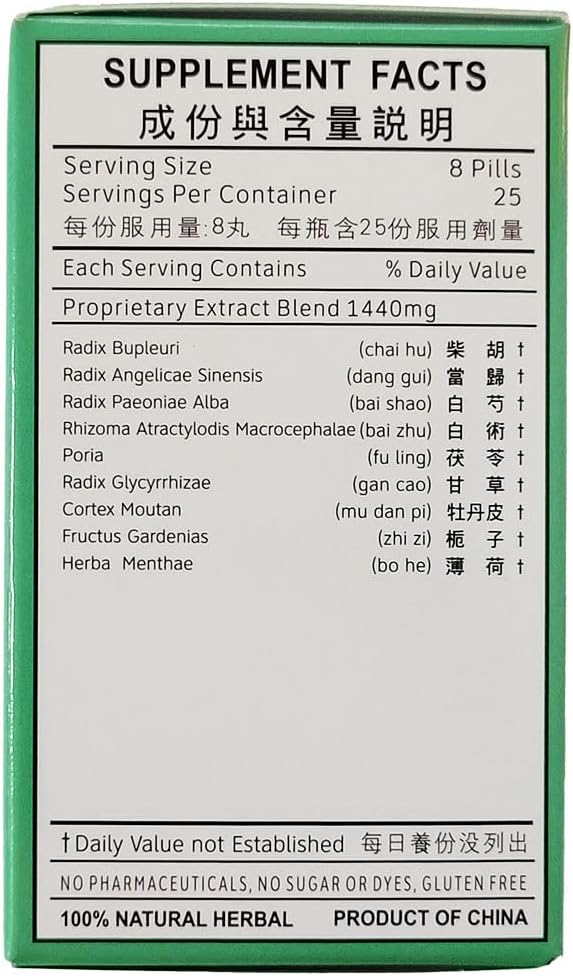 SUPPLEMENT FACTS
成份與含量説明
Serving Size 8 Pills
Servings Per Container 25
每份服用量:8丸 每瓶含25份服用劑量
Each Serving Contains % Daily Value
Proprietary Extract Blend 1440mg
Radix Bupleuri (chai hu) 柴 胡 †
Radix Angelicae Sinensis (dang gui) 當 歸 †
Radix Paeoniae Alba (bai shao) 白 芍 †
Rhizoma Atractylodis Macrocephalae (bai zhu) 白 術 †
Poria (fu ling) 茯 苓 †
Radix Glycyrrhizae (gan cao) 甘 草 †
Cortex Moutan (mu dan pi) 牡丹皮 †
Fructus Gardenias (zhi zi) 栀 子 †
Herba Menthae (bo he) 薄 荷 †
†Daily Value not Established 每日養份没列出
NO PHARMACEUTICALS, NO SUGAR OR DYES, GLUTEN FREE
100% NATURAL HERBAL PRODUCT OF CHINA